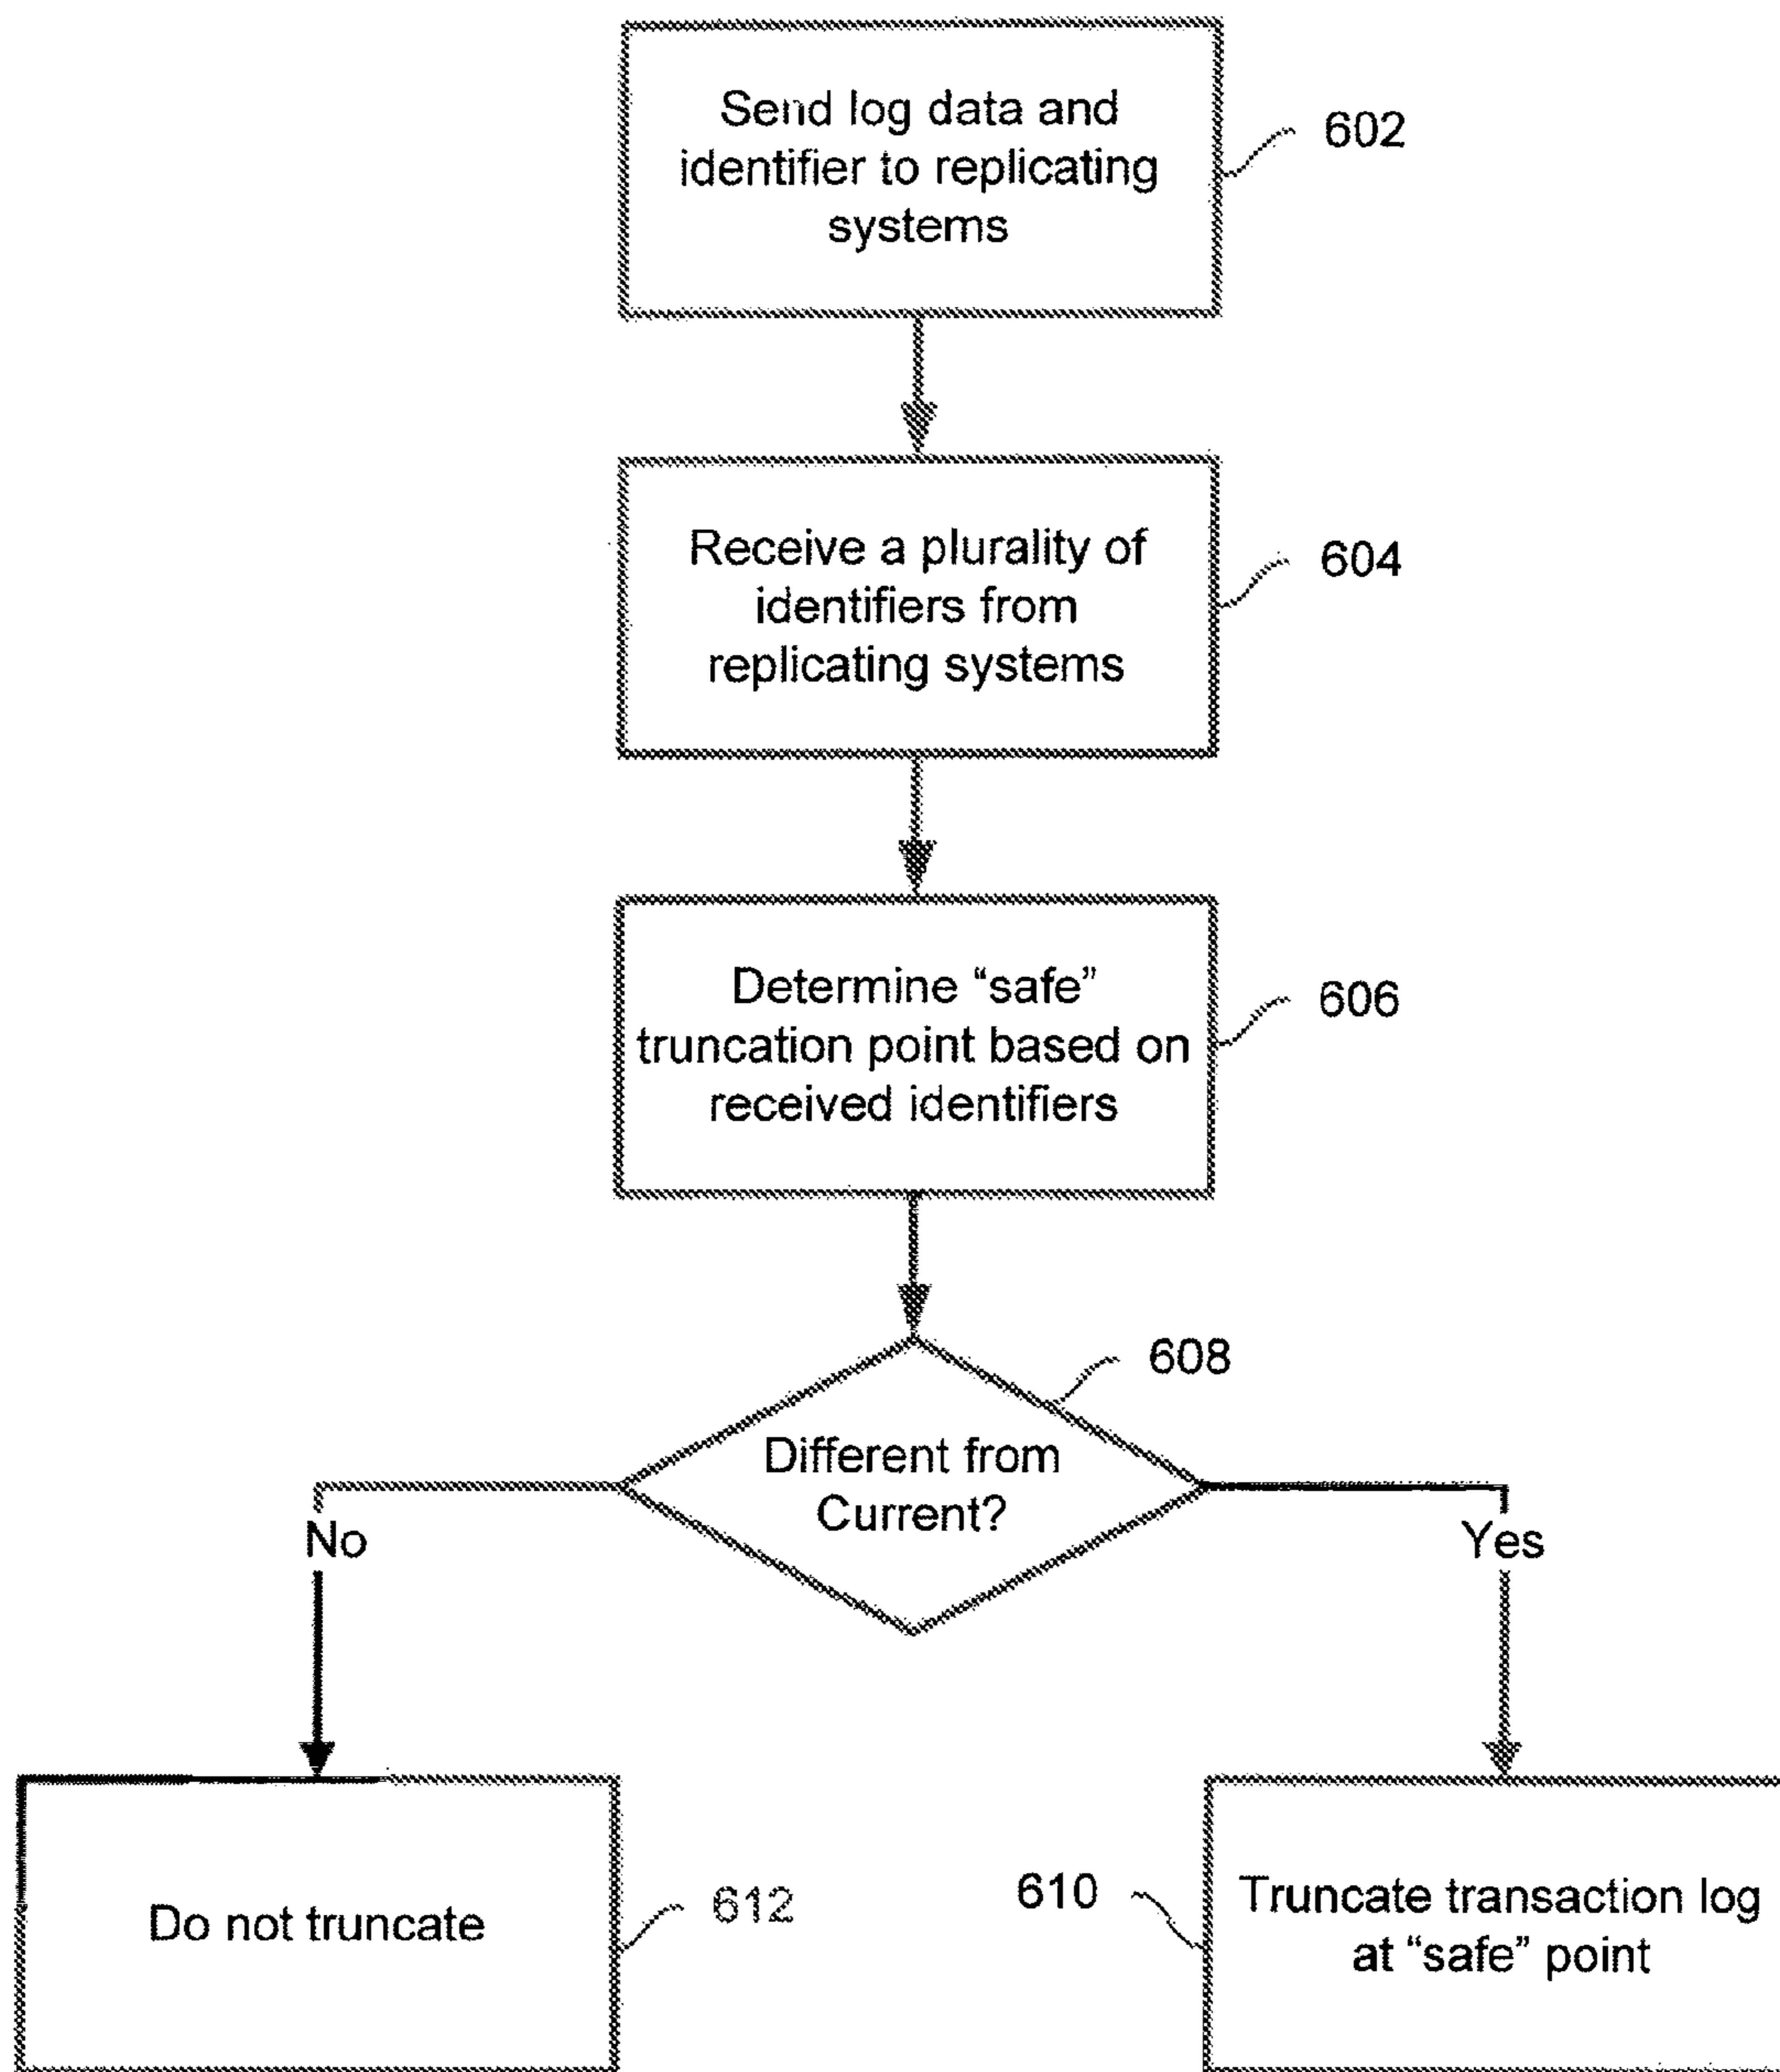 Send log data and
identifier to replicating
systems
602
Receive a plurality of
identifiers from
replicating systems
604
Determine “safe”
truncation point based on
received identifiers
606
608
Different from
Current?
No
Yes
Do not truncate
612
610
Truncate transaction log
at “safe” point